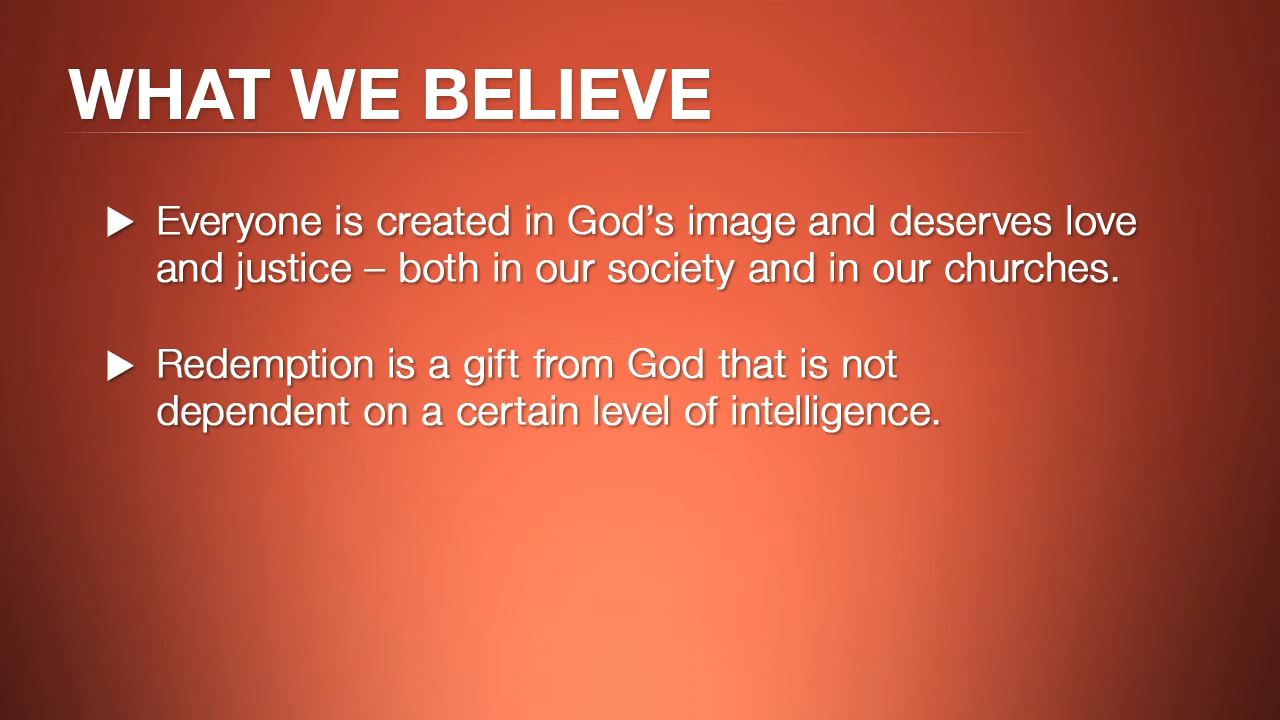 WHAT WE BELIEVE
▶ Everyone is created in God’s image and deserves love
and justice – both in our society and in our churches.
▶ Redemption is a gift from God that is not
dependent on a certain level of intelligence.